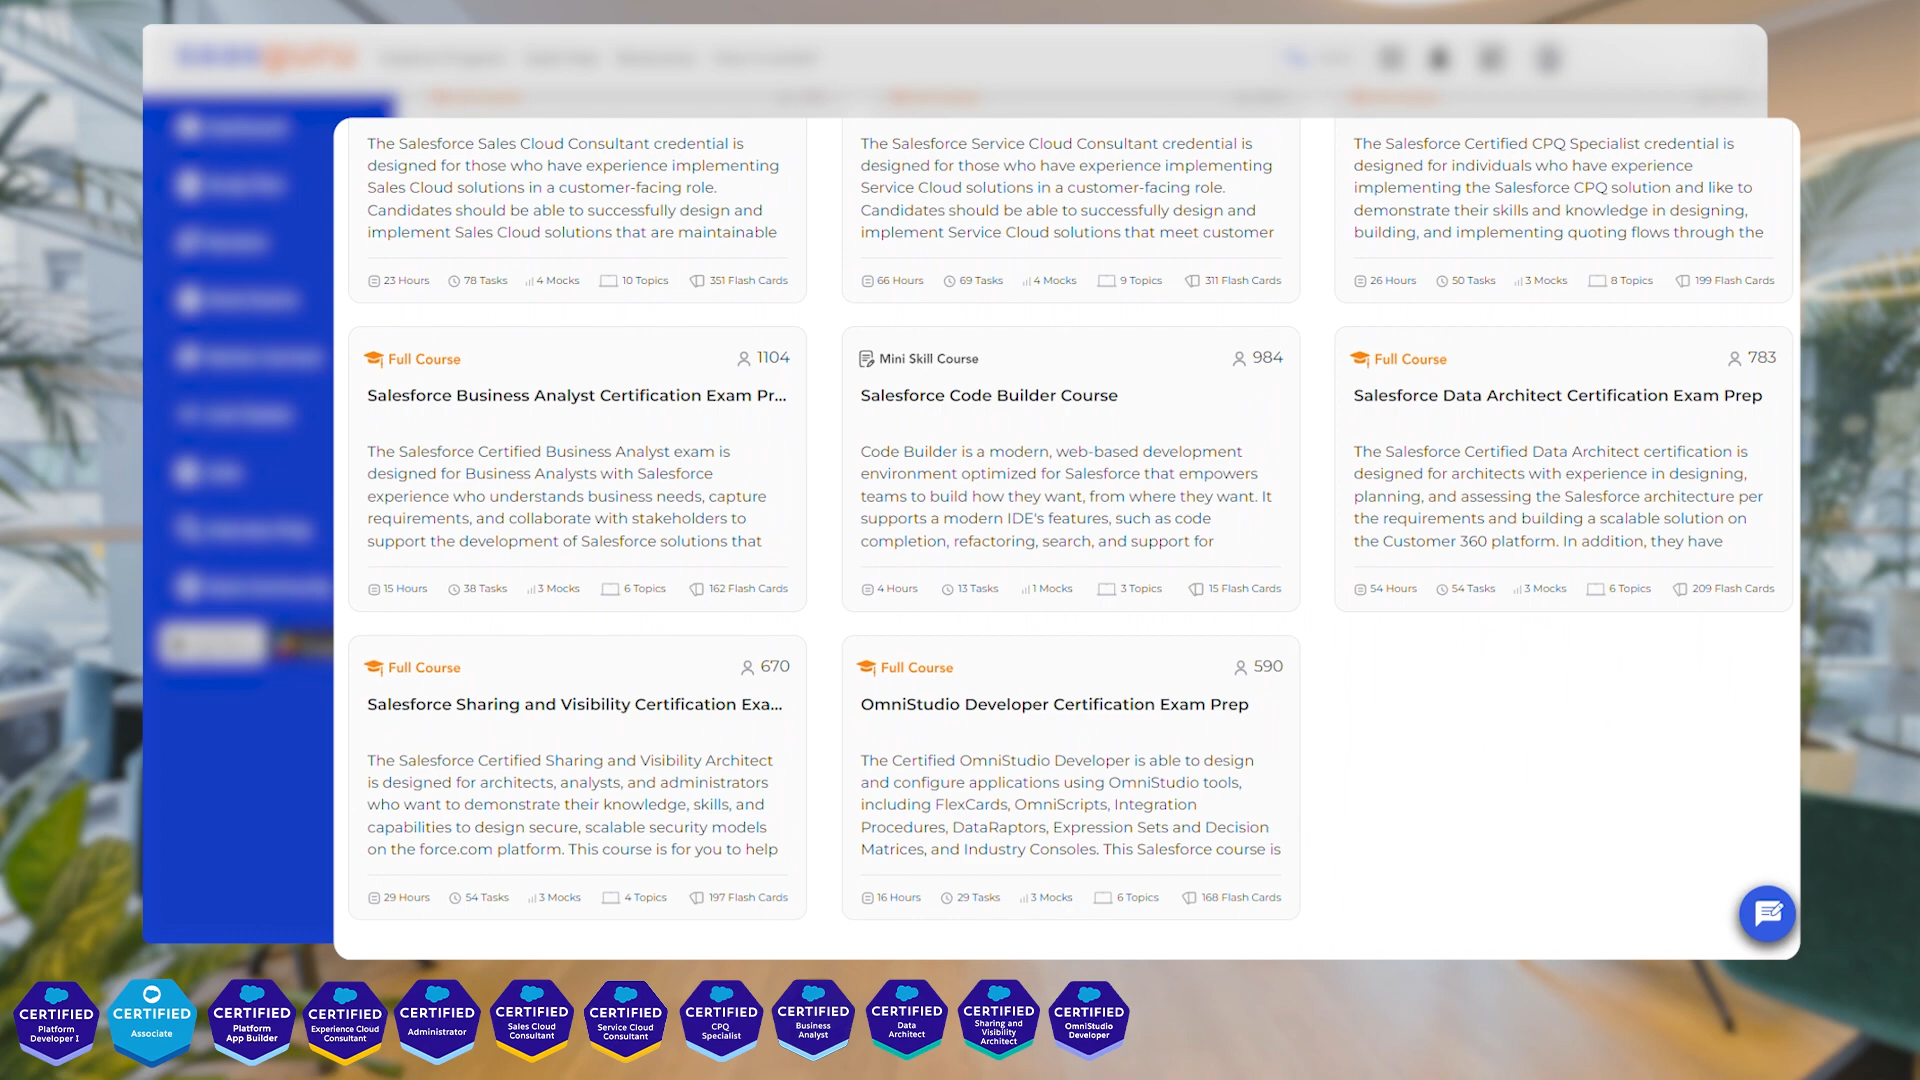 guru
The Salesforce Sales Cloud Consultant credential is
designed for those who have experience implementing
Sales Cloud solutions in a customer-facing role.
Candidates should be able to successfully design and
implement Sales Cloud solutions that are maintainable
23 Hours 78 Tasks 4 Mocks 10 Topics 351 Flash Cards
The Salesforce Service Cloud Consultant credential is
designed for those who have experience implementing
Service Cloud solutions in a customer-facing role.
Candidates should be able to successfully design and
implement Service Cloud solutions that meet customer
66 Hours 69 Tasks 4 Mocks 9 Topics 311 Flash Cards
The Salesforce Certified CPQ Specialist credential is
designed for individuals who have experience
implementing the Salesforce CPQ solution and like to
demonstrate their skills and knowledge in designing,
building, and implementing quoting flows through the
26 Hours 50 Tasks 3 Mocks 8 Topics 199 Flash Cards
Full Course 1104
Salesforce Business Analyst Certification Exam Pr...
The Salesforce Certified Business Analyst exam is
designed for Business Analysts with Salesforce
experience who understands business needs, capture
requirements, and collaborate with stakeholders to
support the development of Salesforce solutions that
15 Hours 38 Tasks 3 Mocks 6 Topics 162 Flash Cards
Mini Skill Course 984
Salesforce Code Builder Course
Code Builder is a modern, web-based development
environment optimized for Salesforce that empowers
teams to build how they want, from where they want. It
supports a modern IDE's features, such as code
completion, refactoring, search, and support for
4 Hours 13 Tasks 1 Mocks 3 Topics 15 Flash Cards
Full Course 783
Salesforce Data Architect Certification Exam Prep
The Salesforce Certified Data Architect certification is
designed for architects with experience in designing,
planning, and assessing the Salesforce architecture per
the requirements and building a scalable solution on
the Customer 360 platform. In addition, they have
54 Hours 54 Tasks 3 Mocks 6 Topics 209 Flash Cards
Full Course 670
Salesforce Sharing and Visibility Certification Exa...
The Salesforce Certified Sharing and Visibility Architect
is designed for architects, analysts, and administrators
who want to demonstrate their knowledge, skills, and
capabilities to design secure, scalable security models
on the force.com platform. This course is for you to help
29 Hours 54 Tasks 3 Mocks 4 Topics 197 Flash Cards
Full Course 590
OmniStudio Developer Certification Exam Prep
The Certified OmniStudio Developer is able to design
and configure applications using OmniStudio tools,
including FlexCards, OmniScripts, Integration
Procedures, DataRaptors, Expression Sets and Decision
Matrices, and Industry Consoles. This Salesforce course is
16 Hours 29 Tasks 3 Mocks 6 Topics 168 Flash Cards
CERTIFIED
Platform
Developer I
CERTIFIED
Associate
CERTIFIED
Platform
App Builder
CERTIFIED
Experience Cloud
Consultant
CERTIFIED
Administrator
CERTIFIED
Sales Cloud
Consultant
CERTIFIED
Service Cloud
Consultant
CERTIFIED
CPQ
Specialist
CERTIFIED
Business
Analyst
CERTIFIED
Data
Architect
CERTIFIED
Sharing and
Visibility
Architect
CERTIFIED
OmniStudio
Developer